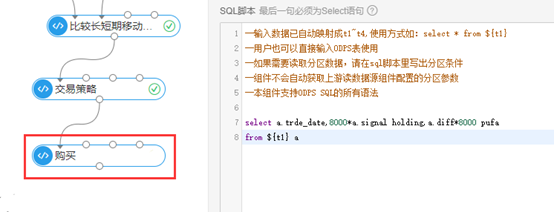 比较长短期移动...
交易策略
购买
SQL脚本 最后一句必须为Select语句
--输入数据已自动映射成t1~t4,使用方式如: select * from ${t1}
--用户也可以直接输入ODPS表使用
--如果需要读取分区数据，请在sql脚本里写出分区条件
--组件不会自动获取上游读数据源组件配置的分区参数
--本组件支持ODPS SQL的所有语法
7 select a.trde_date,8000*a.signal holding,a.diff*8000 pufa
8 from ${t1} a